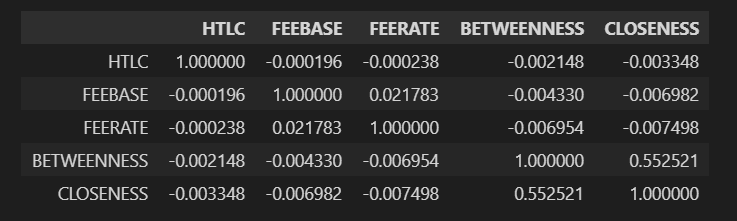 HTLC FEEBASE FEERATE BETWEENNESS CLOSENESS
HTLC 1.000000 -0.000196 -0.000238 -0.002148 -0.003348
FEEBASE -0.000196 1.000000 0.021783 -0.004330 -0.006982
FEERATE -0.000238 0.021783 1.000000 -0.006954 -0.007498
BETWEENNESS -0.002148 -0.004330 -0.006954 1.000000 0.552521
CLOSENESS -0.003348 -0.006982 -0.007498 0.552521 1.000000